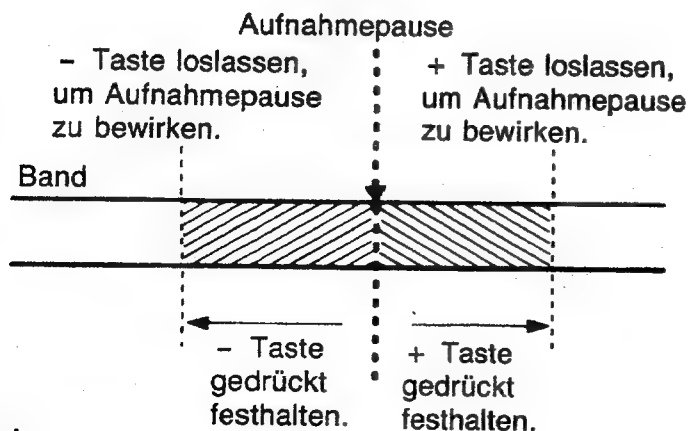 Aufnahmepause
– Taste loslassen,
um Aufnahmepause
zu bewirken.
+ Taste loslassen,
um Aufnahmepause
zu bewirken.
Band
– Taste
gedrückt
festhalten.
+ Taste
gedrückt
festhalten.